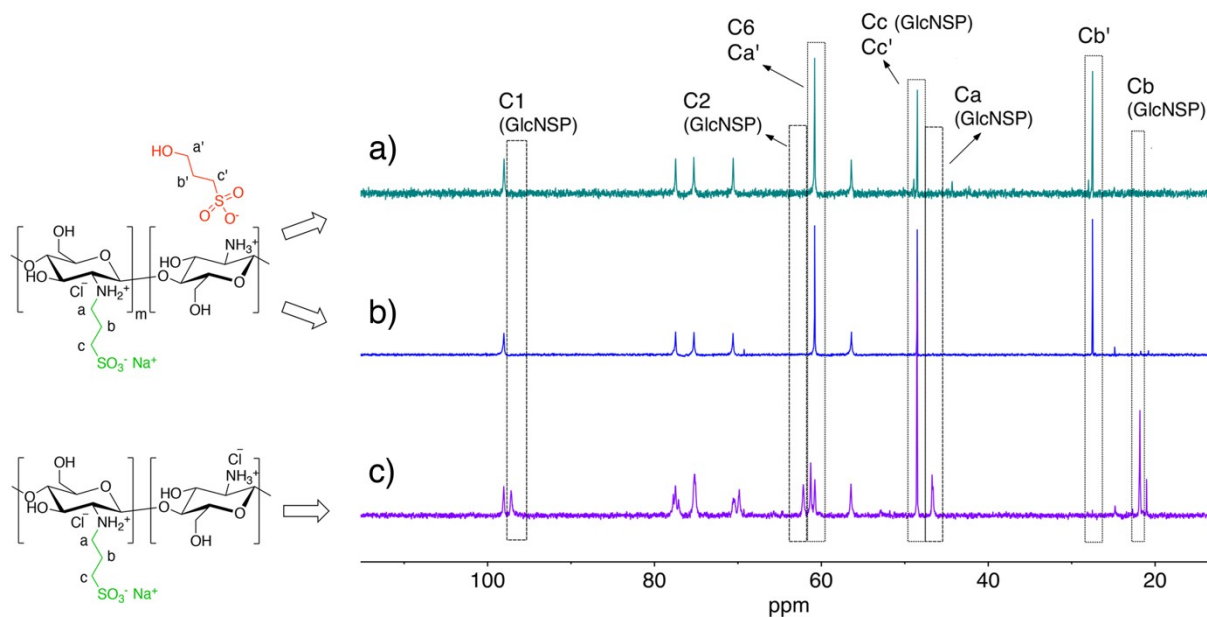 C6
Ca'
Cc (GlcNSP)
Cc'
Cb'
C1
(GlcNSP)
C2
(GlcNSP)
Ca
(GlcNSP)
Cb
(GlcNSP)
a)
HO
a'
b'
c'
O
S
O
O-
OH
O
O
HO
Cl-
NH2+
a
b
c
SO3- Na+
m
NH3+
HO
O
O
OH
b)
OH
O
O
HO
Cl-
NH2+
a
b
c
SO3- Na+
Cl-
NH3+
HO
O
O
OH
c)
100
80
60
40
20
ppm